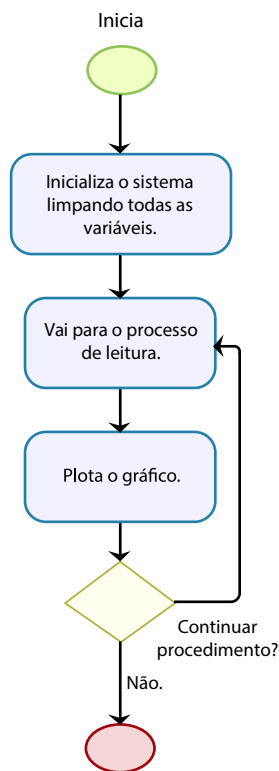 Inicia
Inicializa o sistema
limpando todas as
variáveis.
Vai para o processo
de leitura.
Plota o gráfico.
Continuar
procedimento?
Não.